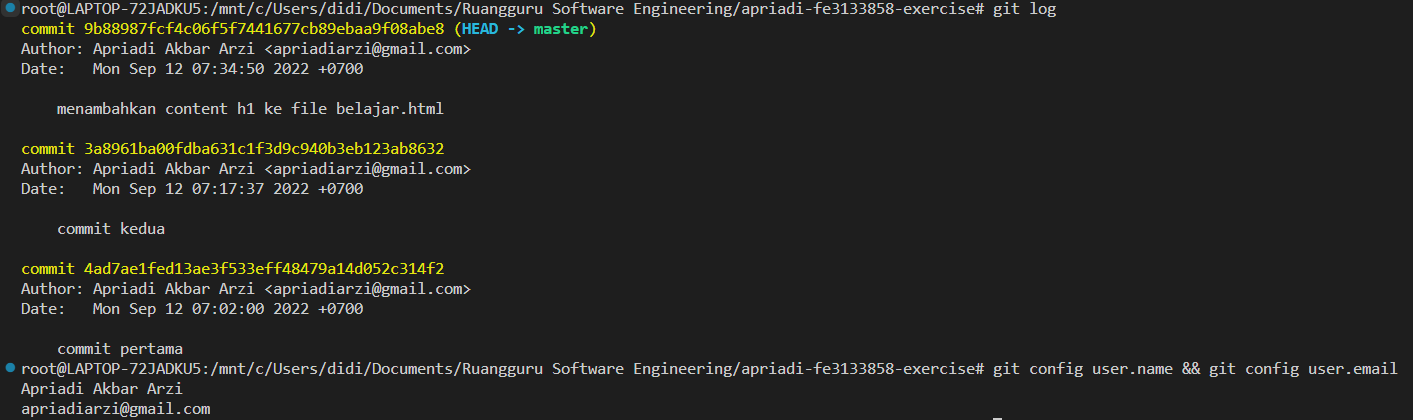 root@LAPTOP-72JADKU5:/mnt/c/Users/didi/Documents/Ruangguru Software Engineering/apriadi-fe3133858-exercise# git log
commit 9b88987fcf4c06f5f7441677cb89ebaa9f08abe8 (HEAD -> master)
Author: Apriadi Akbar Arzi <apriadiarzi@gmail.com>
Date:   Mon Sep 12 07:34:50 2022 +0700
menambahkan content h1 ke file belajar.html
commit 3a8961ba00fdba631c1f3d9c940b3eb123ab8632
Author: Apriadi Akbar Arzi <apriadiarzi@gmail.com>
Date:   Mon Sep 12 07:17:37 2022 +0700
commit kedua
commit 4ad7ae1fed13ae3f533eff48479a14d052c314f2
Author: Apriadi Akbar Arzi <apriadiarzi@gmail.com>
Date:   Mon Sep 12 07:02:00 2022 +0700
commit pertama
root@LAPTOP-72JADKU5:/mnt/c/Users/didi/Documents/Ruangguru Software Engineering/apriadi-fe3133858-exercise# git config user.name && git config user.email
Apriadi Akbar Arzi
apriadiarzi@gmail.com